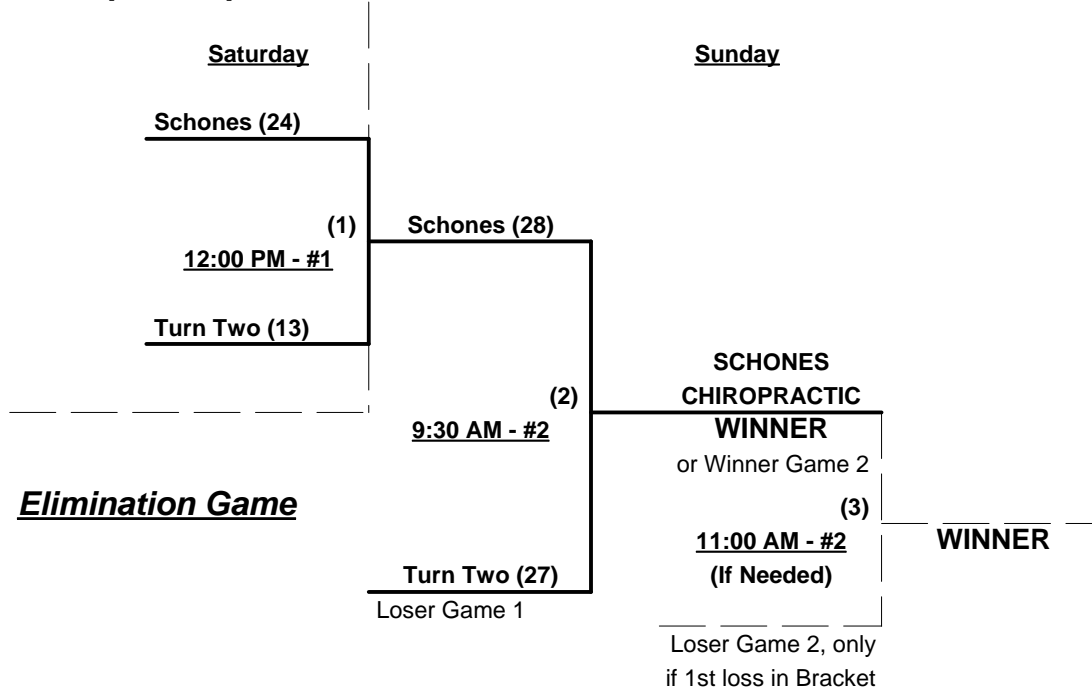 Saturday
Sunday
Schones (24)
(1)
Schones (28)
12:00 PM - #1
Turn Two (13)
SCHONES
CHIROPRACTIC
(2)
WINNER
9:30 AM - #2
or Winner Game 2
Elimination Game
(3)
11:00 AM - #2
WINNER
(If Needed)
Turn Two (27)
Loser Game 1
Loser Game 2, only
if 1st loss in Bracket